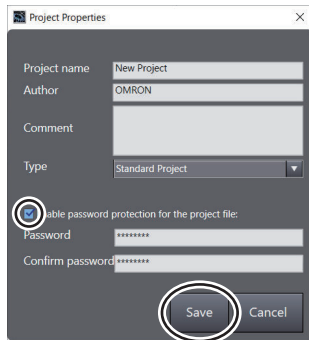 Project Properties
Project name New Project
Author OMRON
Comment
Type Standard Project
able password protection for the project file:
Password ********
Confirm password ********
Save Cancel